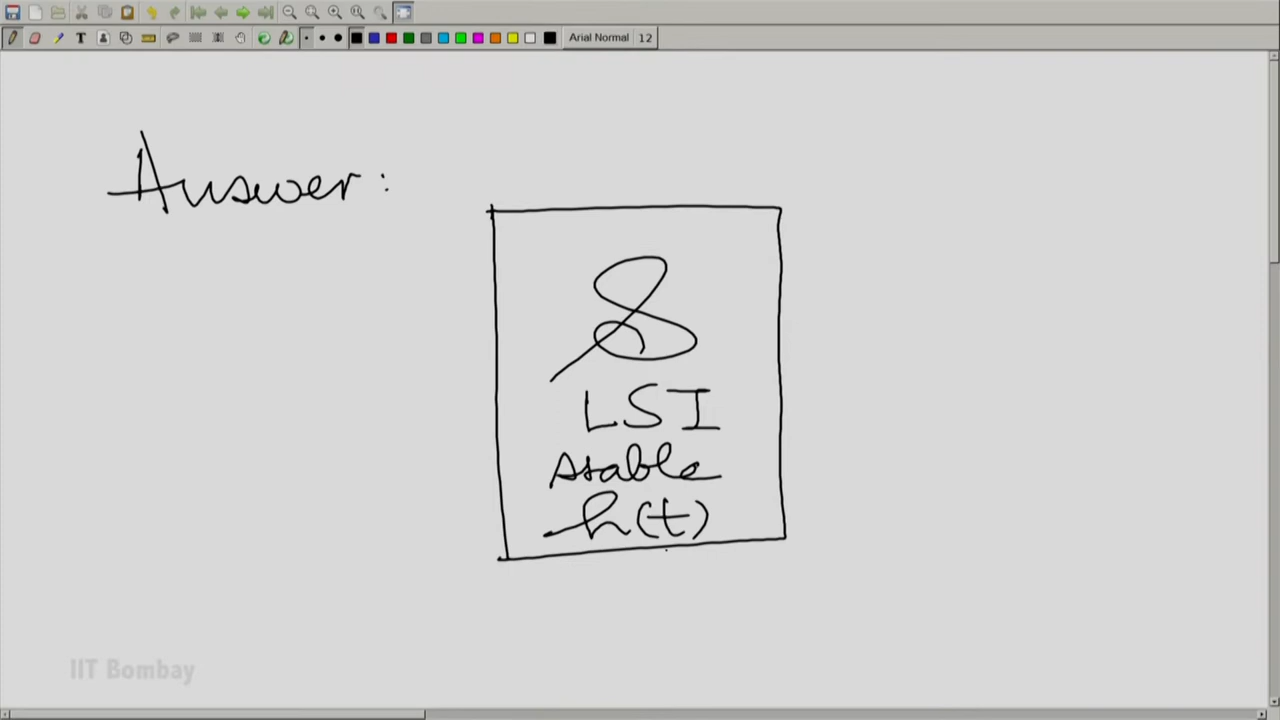 Arial Normal 12
Answer:
S
LSI
stable
h(t)
IIT Bombay